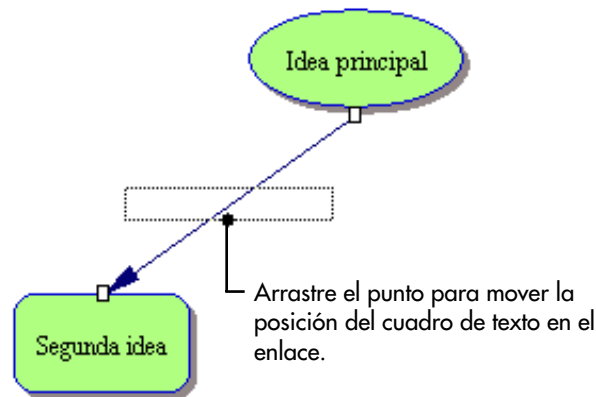 Idea principal
Arrastre el punto para mover la
posición del cuadro de texto en el
enlace.
Segunda idea